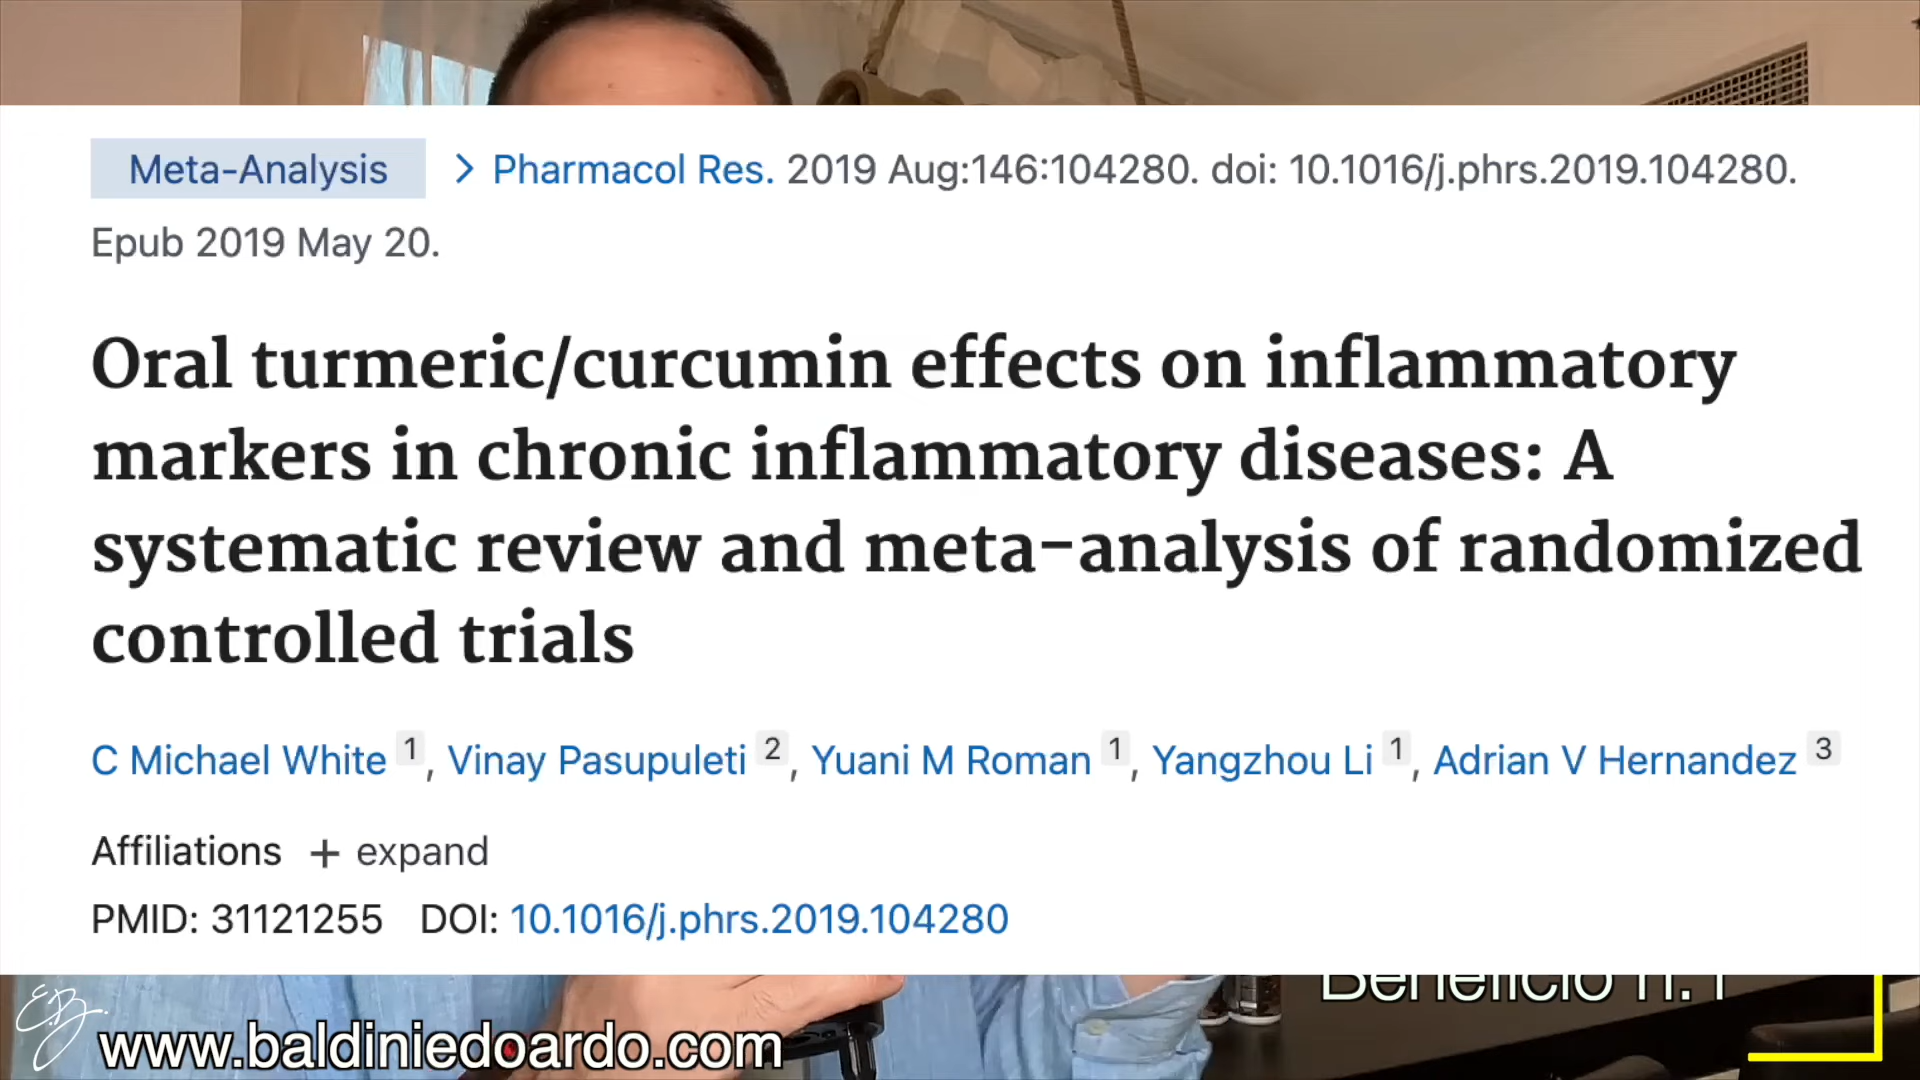 Meta-Analysis > Pharmacol Res. 2019 Aug:146:104280. doi: 10.1016/j.phrs.2019.104280.
Epub 2019 May 20.
Oral turmeric/curcumin effects on inflammatory
markers in chronic inflammatory diseases: A
systematic review and meta-analysis of randomized
controlled trials
C Michael White 1, Vinay Pasupuleti 2, Yuani M Roman 1, Yangzhou Li 1, Adrian V Hernandez 3
Affiliations + expand
PMID: 31121255 DOI: 10.1016/j.phrs.2019.104280
Beneficio n. 1
E.B.
www.baldiniedoardo.com